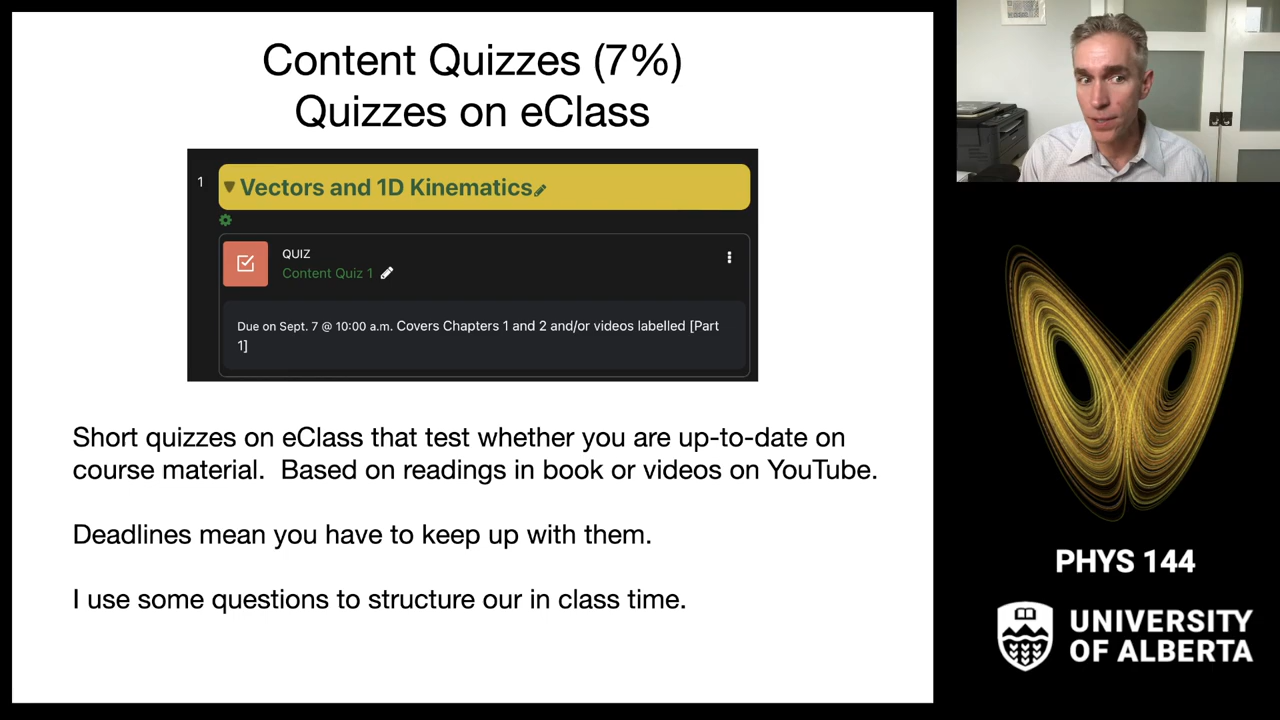 Content Quizzes (7%)
Quizzes on eClass
1
Vectors and 1D Kinematics
QUIZ
Content Quiz 1
Due on Sept. 7 @ 10:00 a.m. Covers Chapters 1 and 2 and/or videos labelled [Part
1]
Short quizzes on eClass that test whether you are up-to-date on
course material.  Based on readings in book or videos on YouTube.
Deadlines mean you have to keep up with them.
I use some questions to structure our in class time.
PHYS 144
UNIVERSITY
OF ALBERTA